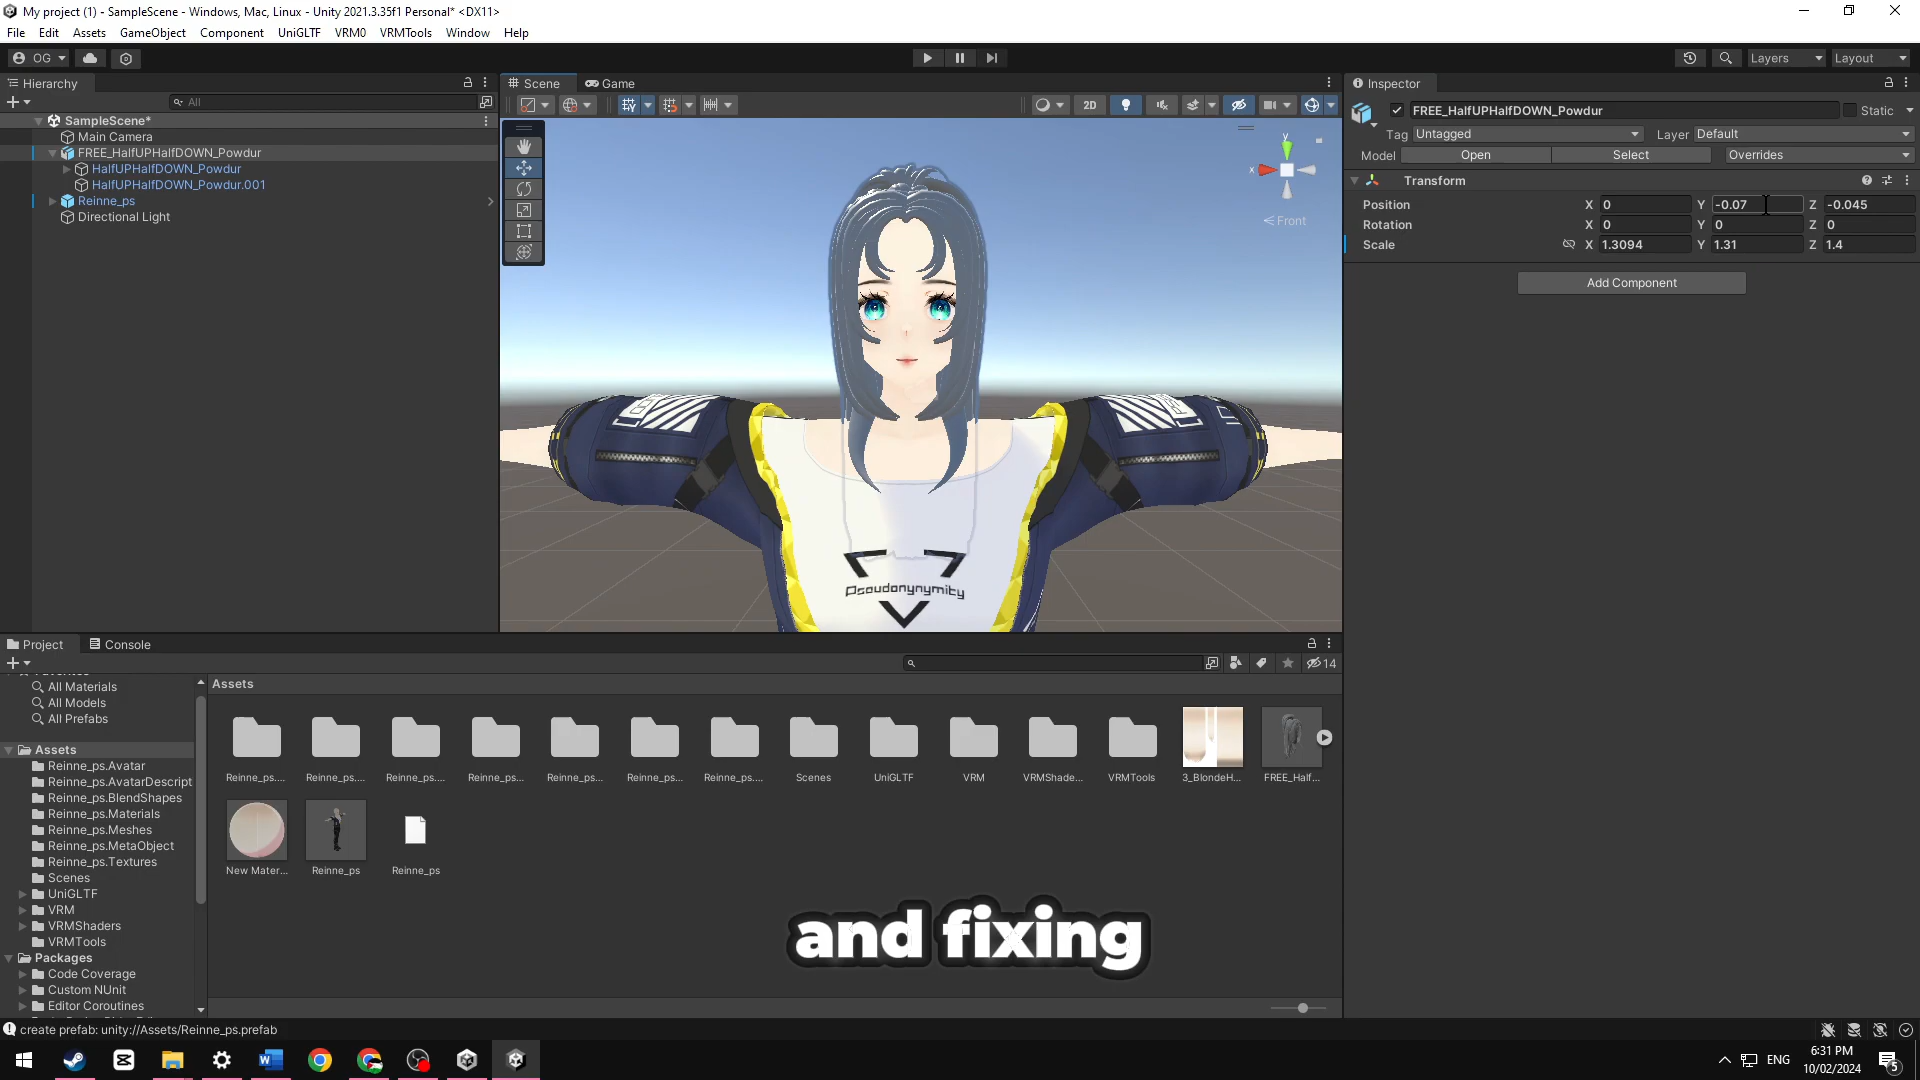 My project (1) - SampleScene - Windows, Mac, Linux - Unity 2021.3.35f1 Personal* <DX11>
File Edit Assets GameObject Component UniGLTF VRM0 VRMTools Window Help
OG
Layers
Layout
Hierarchy
All
SampleScene*
Main Camera
FREE_HalfUPHalfDOWN_Powdur
HalfUPHalfDOWN_Powdur
HalfUPHalfDOWN_Powdur.001
Reinne_ps
Directional Light
Scene
Game
2D
y
x
Front
Pseudonynymity
Inspector
FREE_HalfUPHalfDOWN_Powdur
Static
Tag Untagged
Layer Default
Model Open Select Overrides
Transform
Position X 0 Y -0.07 Z -0.045
Rotation X 0 Y 0 Z 0
Scale X 1.3094 Y 1.31 Z 1.4
Add Component
Project
Console
14
All Materials
All Models
All Prefabs
Assets
Reinne_ps.Avatar
Reinne_ps.AvatarDescript
Reinne_ps.BlendShapes
Reinne_ps.Materials
Reinne_ps.Meshes
Reinne_ps.MetaObject
Reinne_ps.Textures
Scenes
UniGLTF
VRM
VRMShaders
VRMTools
Packages
Code Coverage
Custom NUnit
Editor Coroutines
Assets
Reinne_ps.... Reinne_ps.... Reinne_ps.... Reinne_ps... Reinne_ps... Reinne_ps... Reinne_ps.... Scenes UniGLTF VRM VRMShade... VRMTools 3_BlondeH... FREE_Half...
New Mater... Reinne_ps Reinne_ps
and fixing
create prefab: unity://Assets/Reinne_ps.prefab
ENG
6:31 PM
10/02/2024
5